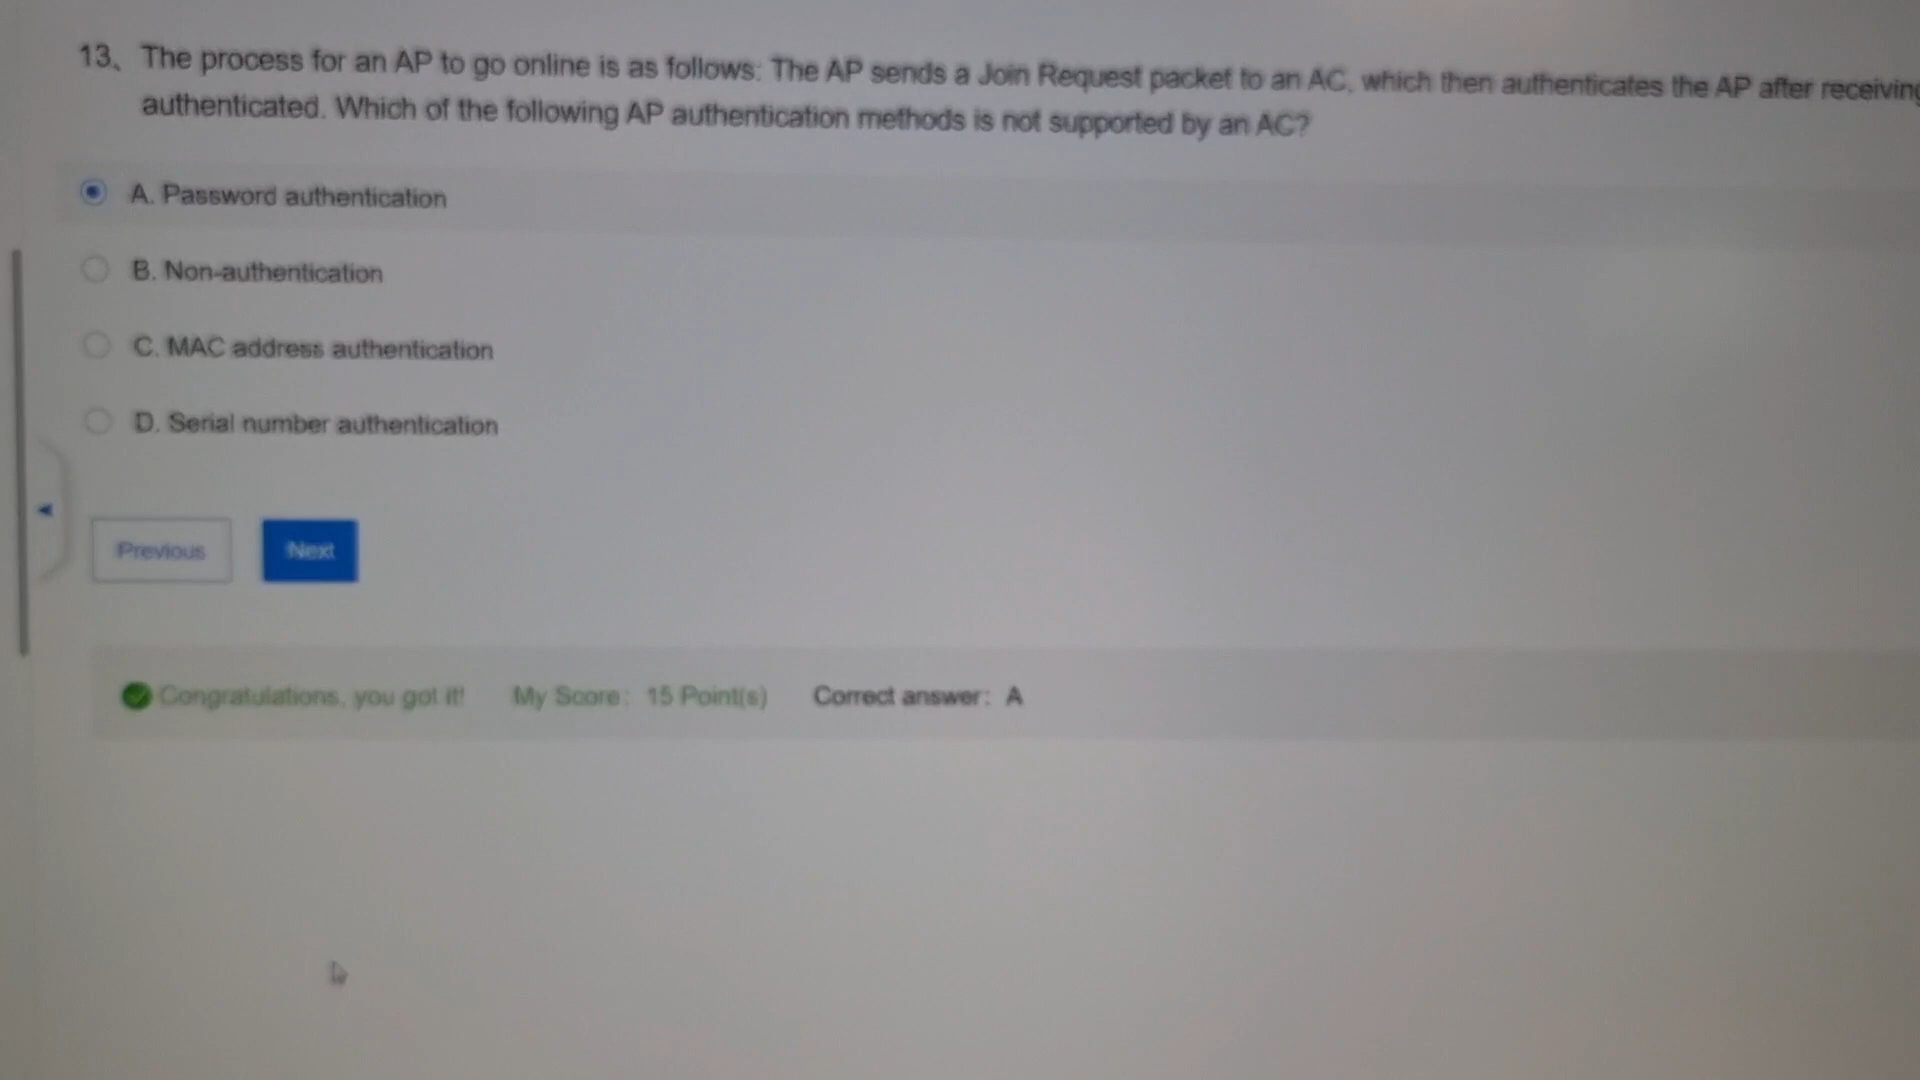 13、The process for an AP to go online is as follows: The AP sends a Join Request packet to an AC, which then authenticates the AP after receiving
authenticated. Which of the following AP authentication methods is not supported by an AC?
A. Password authentication
B. Non-authentication
C. MAC address authentication
D. Serial number authentication
Previous Next
Congratulations, you got it! My Score: 15 Point(s) Correct answer: A